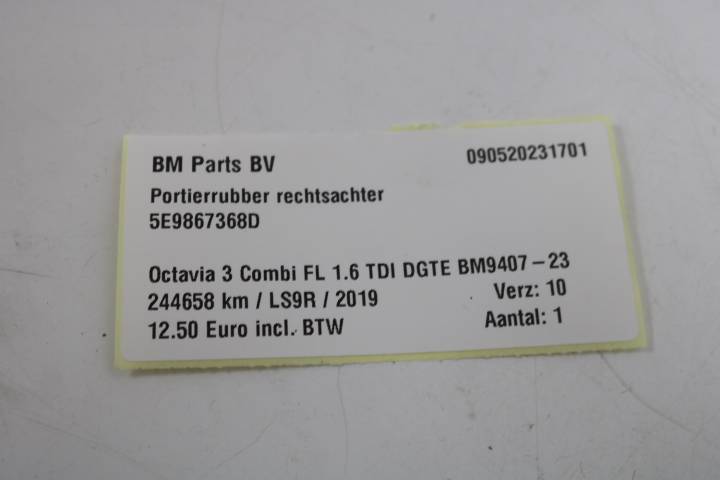 BM Parts BV 090520231701
Portierrubber rechtsachter
5E9867368D
Octavia 3 Combi FL 1.6 TDI DGTE BM9407-23
244658 km / LS9R / 2019 Verz: 10
12.50 Euro incl. BTW Aantal: 1